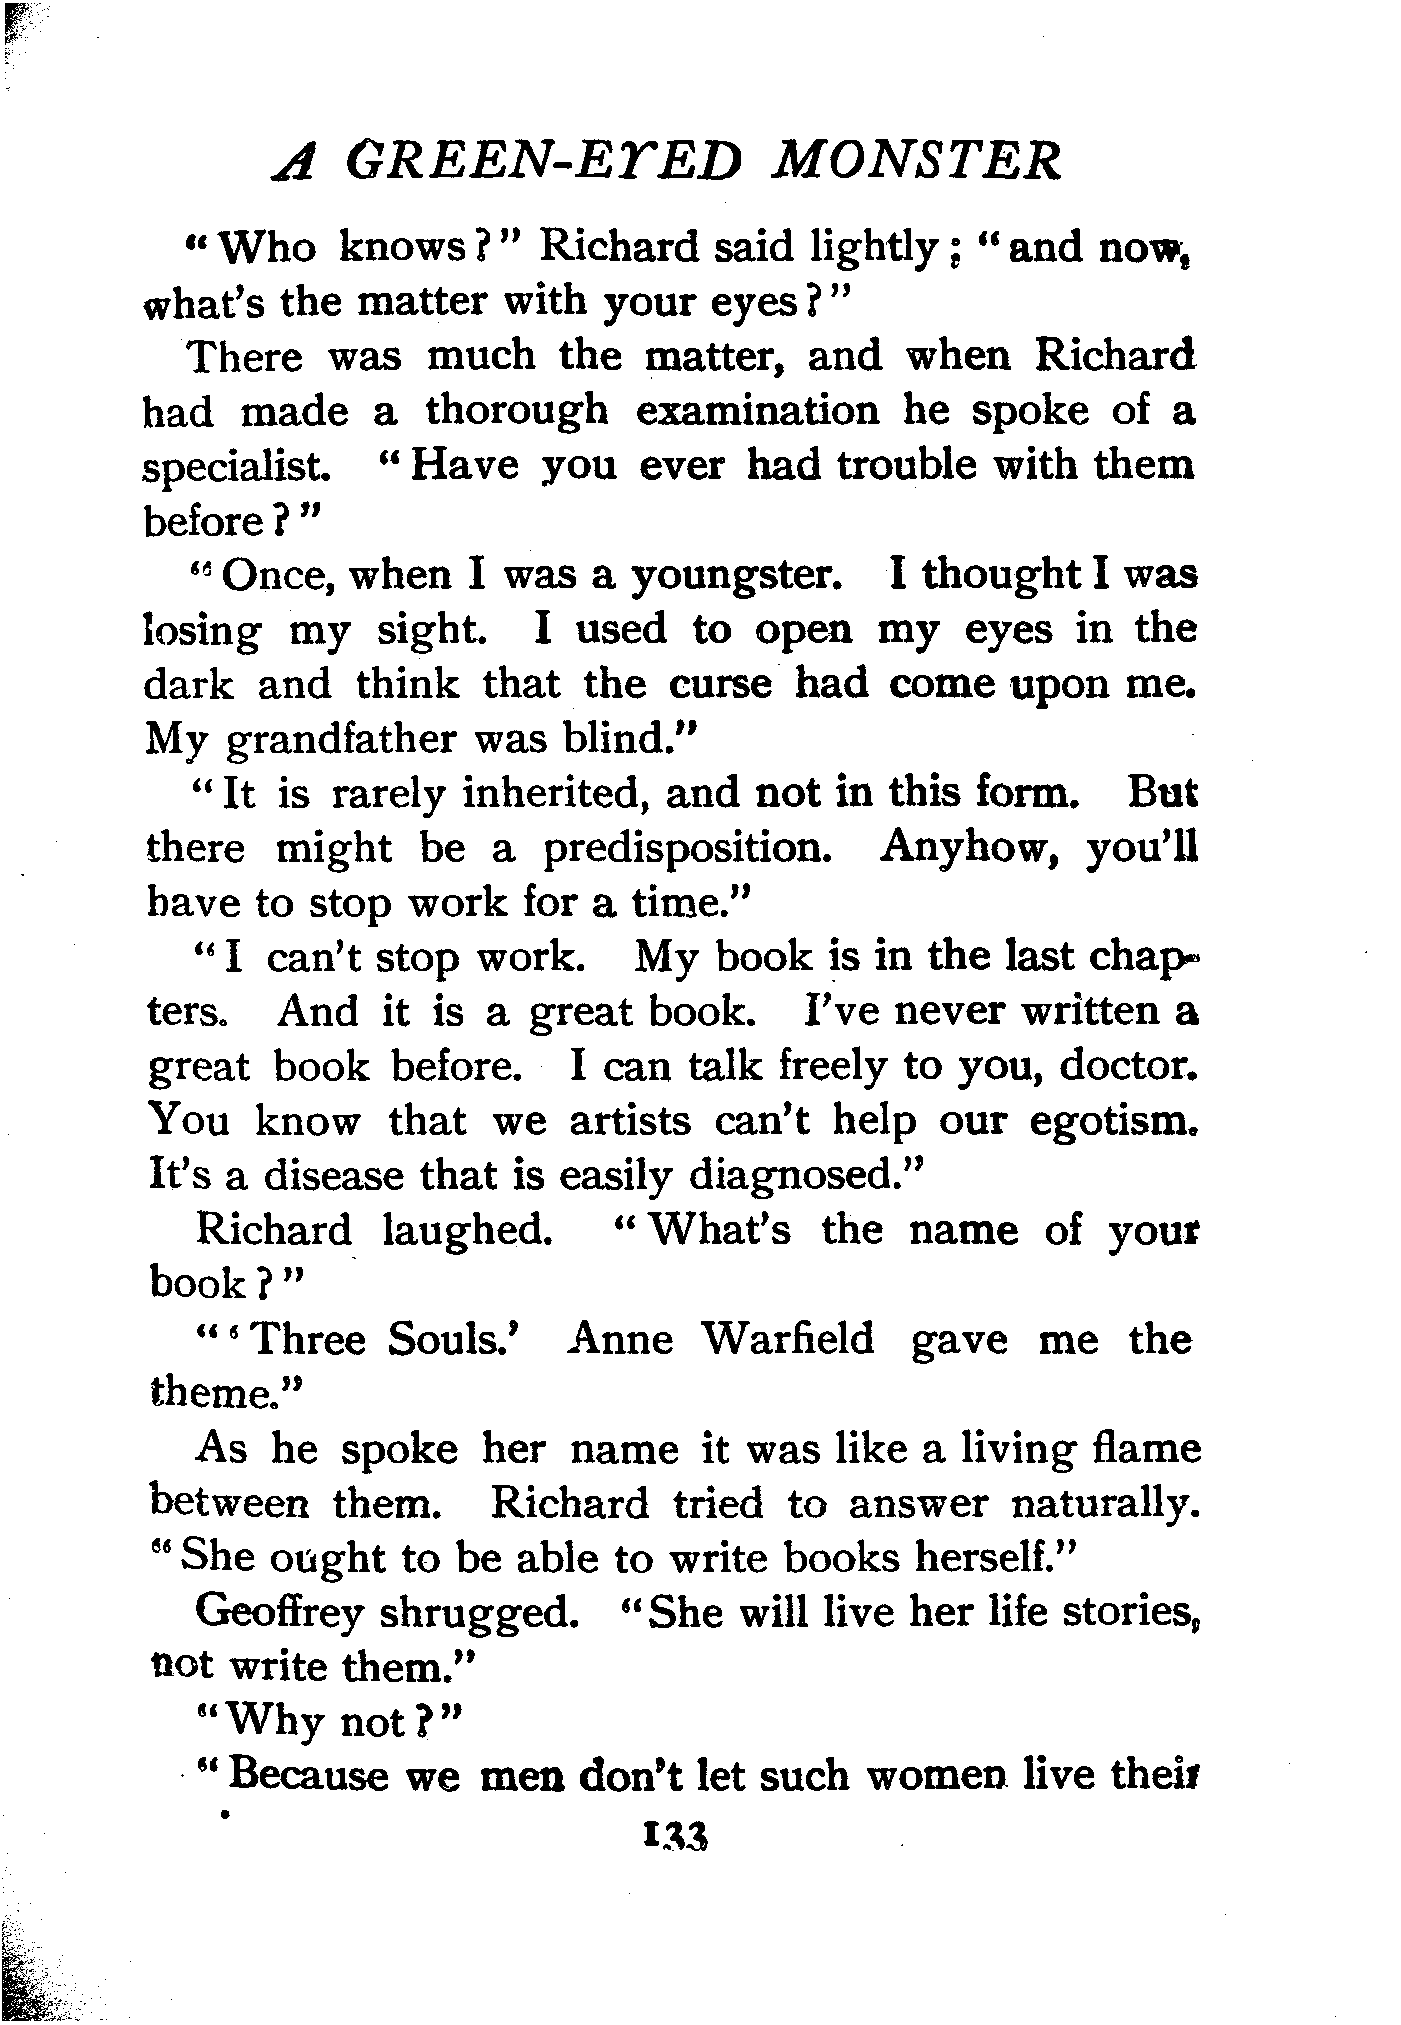 A GREEN-EYED MONSTER
"Who knows?" Richard said lightly; "and now,
what's the matter with your eyes?"
There was much the matter, and when Richard
had made a thorough examination he spoke of a
specialist. "Have you ever had trouble with them
before?"
"Once, when I was a youngster. I thought I was
losing my sight. I used to open my eyes in the
dark and think that the curse had come upon me.
My grandfather was blind."
"It is rarely inherited, and not in this form. But
there might be a predisposition. Anyhow, you'll
have to stop work for a time."
"I can't stop work. My book is in the last chap-
ters. And it is a great book. I've never written a
great book before. I can talk freely to you, doctor.
You know that we artists can't help our egotism.
It's a disease that is easily diagnosed."
Richard laughed. "What's the name of your
book?"
"'Three Souls.' Anne Warfield gave me the
theme."
As he spoke her name it was like a living flame
between them. Richard tried to answer naturally.
"She ought to be able to write books herself."
Geoffrey shrugged. "She will live her life stories,
not write them."
"Why not?"
"Because we men don't let such women live their
133